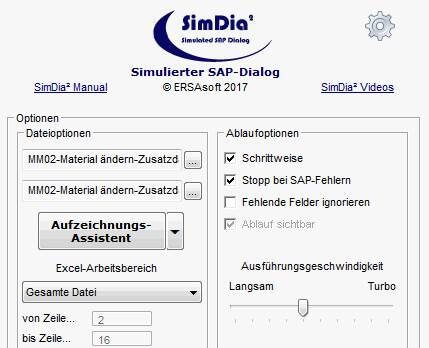 SimDia²
Simulated SAP Dialog
Simulierter SAP-Dialog
© ERSAsoft 2017
SimDia² Manual
SimDia² Videos
Optionen
Dateioptionen
MM02-Material ändern-Zusatzd
...
MM02-Material ändern-Zusatzd
...
Aufzeichnungs-
Assistent
Excel-Arbeitsbereich
Gesamte Datei
von Zeile...
2
bis Zeile...
16
Ablaufoptionen
Schrittweise
Stopp bei SAP-Fehlern
Fehlende Felder ignorieren
Ablauf sichtbar
Ausführungsgeschwindigkeit
Langsam
Turbo